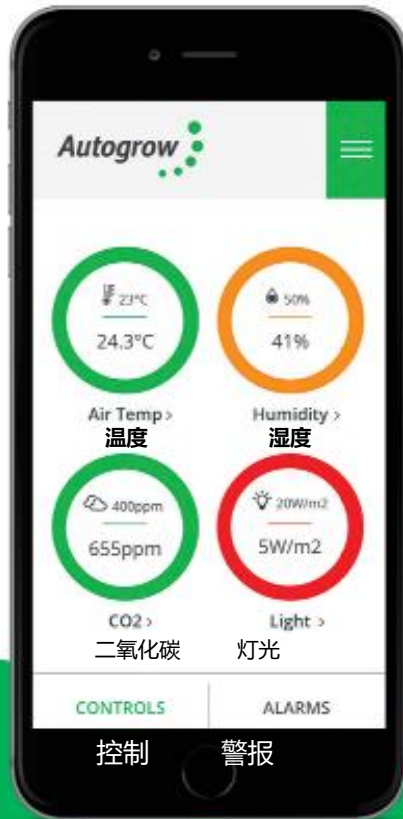 Autogrow
23°C
24.3°C
50%
41%
Air Temp >
Humidity >
温度
湿度
400ppm
655ppm
20W/m2
5W/m2
CO2 >
Light >
二氧化碳
灯光
CONTROLS
ALARMS
控制
警报